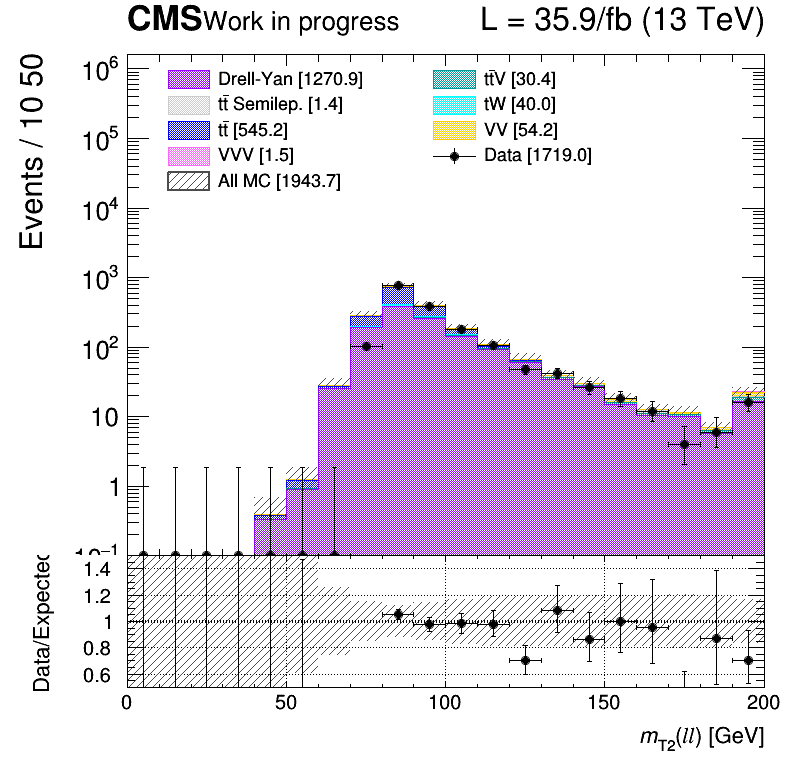 CMS Work in progress L = 35.9/fb (13 TeV)
Events / 10 50
10⁶
10⁵
10⁴
10³
10²
10
1
10⁻¹
Drell-Yan [1270.9]
tt̄ Semilep. [1.4]
tt̄ [545.2]
VVV [1.5]
All MC [1943.7]
tt̄V [30.4]
tW [40.0]
VV [54.2]
Data [1719.0]
Data/Expected
1.4
1.2
1
0.8
0.6
0 50 100 150 200
m_T2(ll) [GeV]